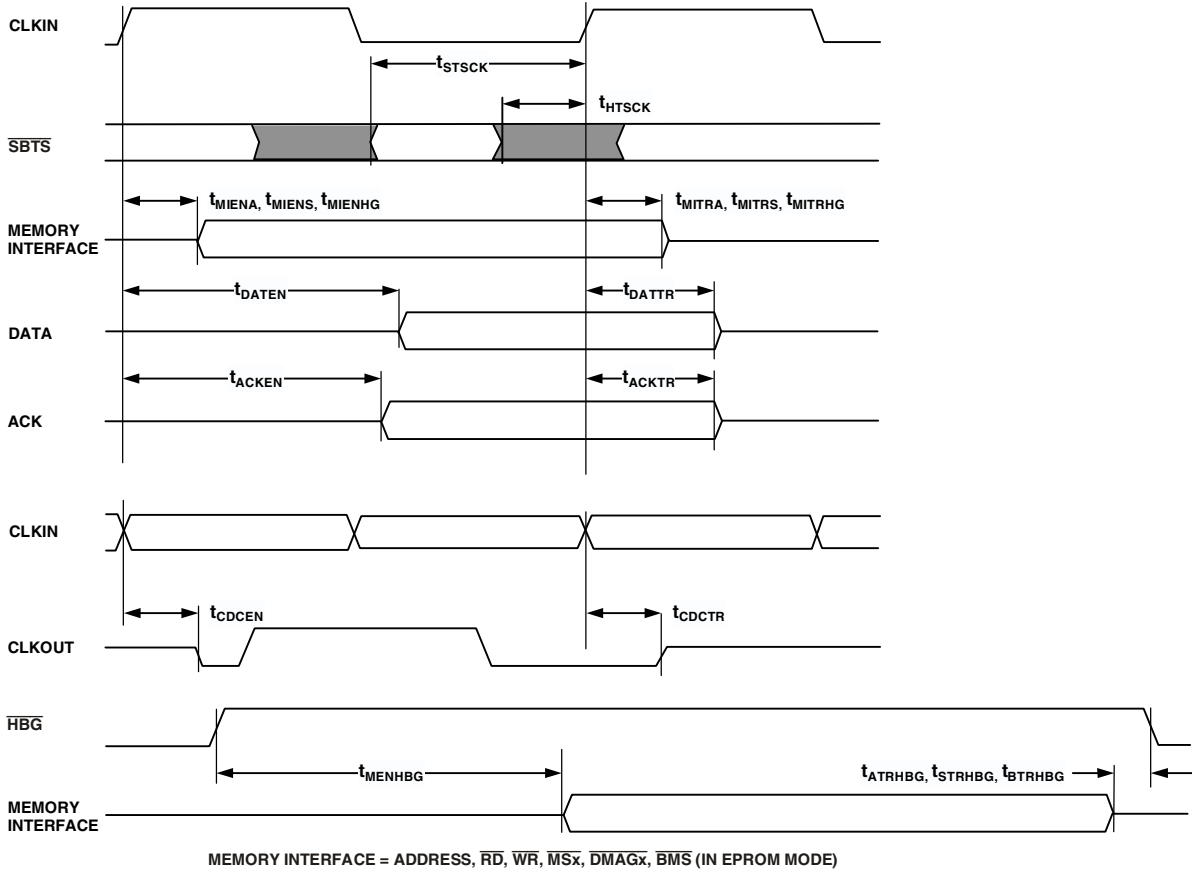 CLKIN
tSTSCK
tHTSCK
SBTS
tMIENA, tMIENS, tMIENHG
tMITRA, tMITRS, tMITRHG
MEMORY
INTERFACE
tDATEN
tDATTR
DATA
tACKEN
tACKTR
ACK
CLKIN
tCDCEN
tCDCTR
CLKOUT
HBG
tMENHBG
tATRHBG, tSTRHBG, tBTRHBG
MEMORY
INTERFACE
MEMORY INTERFACE = ADDRESS, RD, WR, MSx, DMAGx, BMS (IN EPROM MODE)